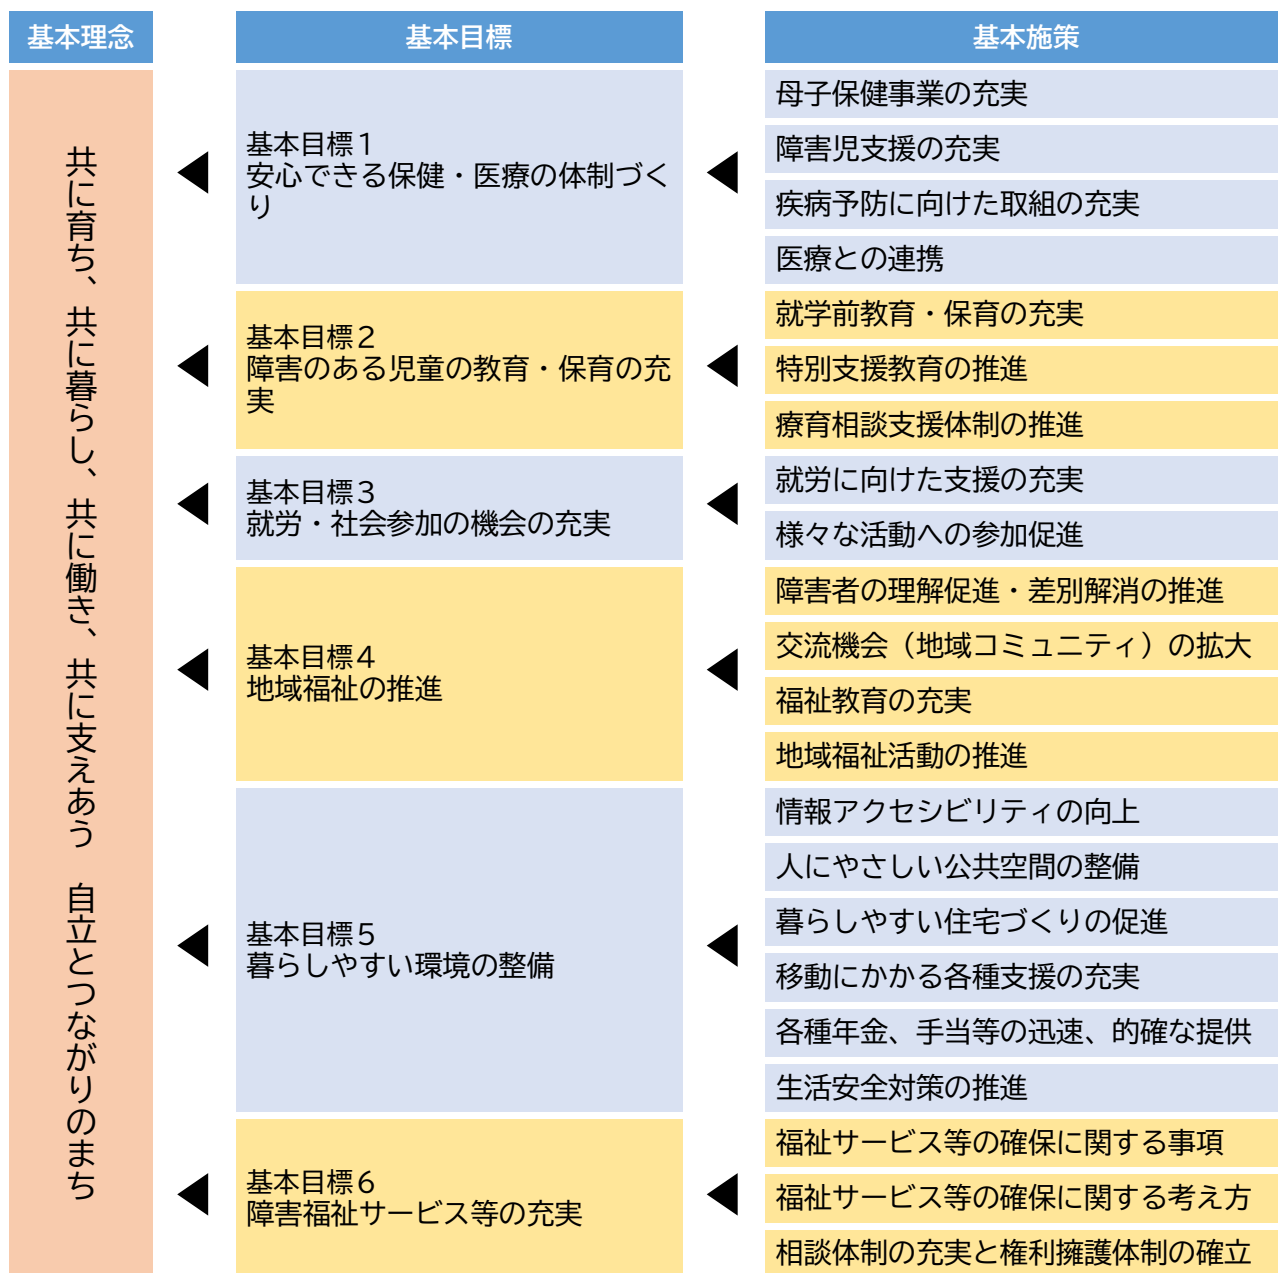 基本理念
基本目標
基本施策
共に育ち、共に暮らし、共に働き、共に支えあう　自立とつながりのまち
基本目標１
安心できる保健・医療の体制づく
り
母子保健事業の充実
障害児支援の充実
疾病予防に向けた取組の充実
医療との連携
基本目標２
障害のある児童の教育・保育の充
実
就学前教育・保育の充実
特別支援教育の推進
療育相談支援体制の推進
基本目標３
就労・社会参加の機会の充実
就労に向けた支援の充実
様々な活動への参加促進
基本目標４
地域福祉の推進
障害者の理解促進・差別解消の推進
交流機会（地域コミュニティ）の拡大
福祉教育の充実
地域福祉活動の推進
基本目標５
暮らしやすい環境の整備
情報アクセシビリティの向上
人にやさしい公共空間の整備
暮らしやすい住宅づくりの促進
移動にかかる各種支援の充実
各種年金、手当等の迅速、的確な提供
生活安全対策の推進
基本目標６
障害福祉サービス等の充実
福祉サービス等の確保に関する事項
福祉サービス等の確保に関する考え方
相談体制の充実と権利擁護体制の確立